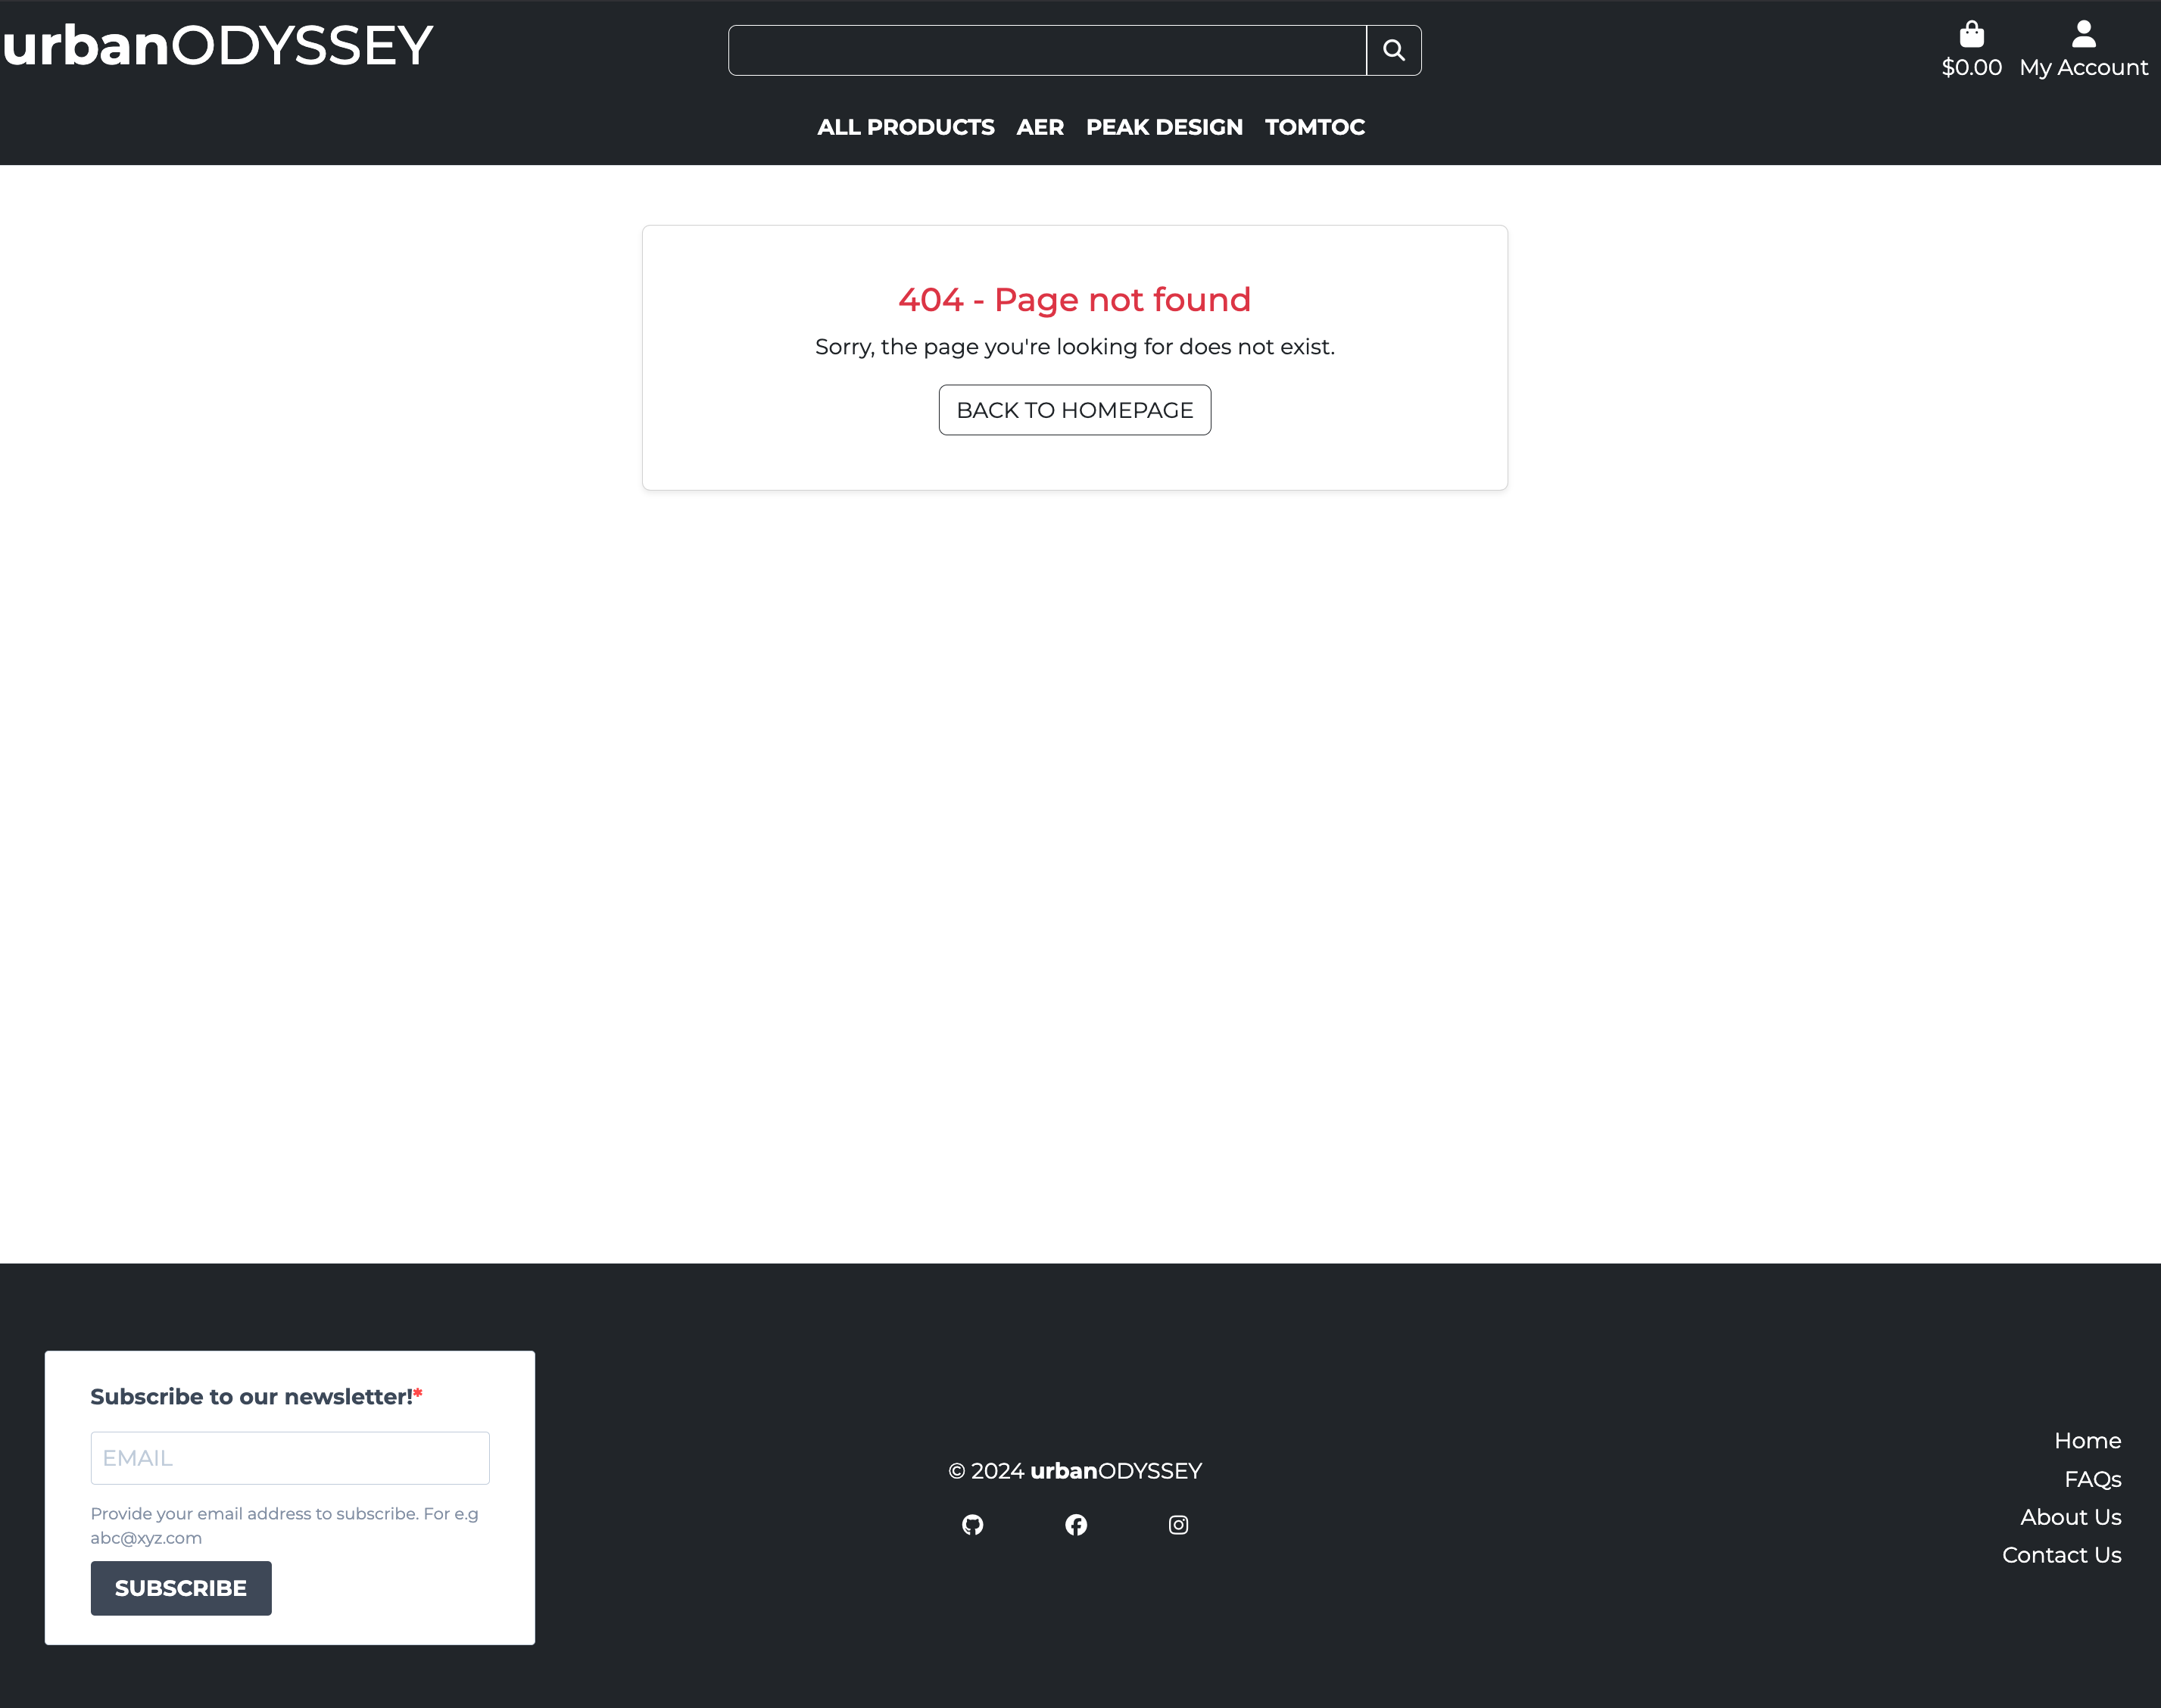 urbanODYSSEY
$0.00 My Account
ALL PRODUCTS AER PEAK DESIGN TOMTOC
404 - Page not found
Sorry, the page you're looking for does not exist.
BACK TO HOMEPAGE
Subscribe to our newsletter!*
EMAIL
Provide your email address to subscribe. For e.g
abc@xyz.com
SUBSCRIBE
© 2024 urbanODYSSEY
Home
FAQs
About Us
Contact Us